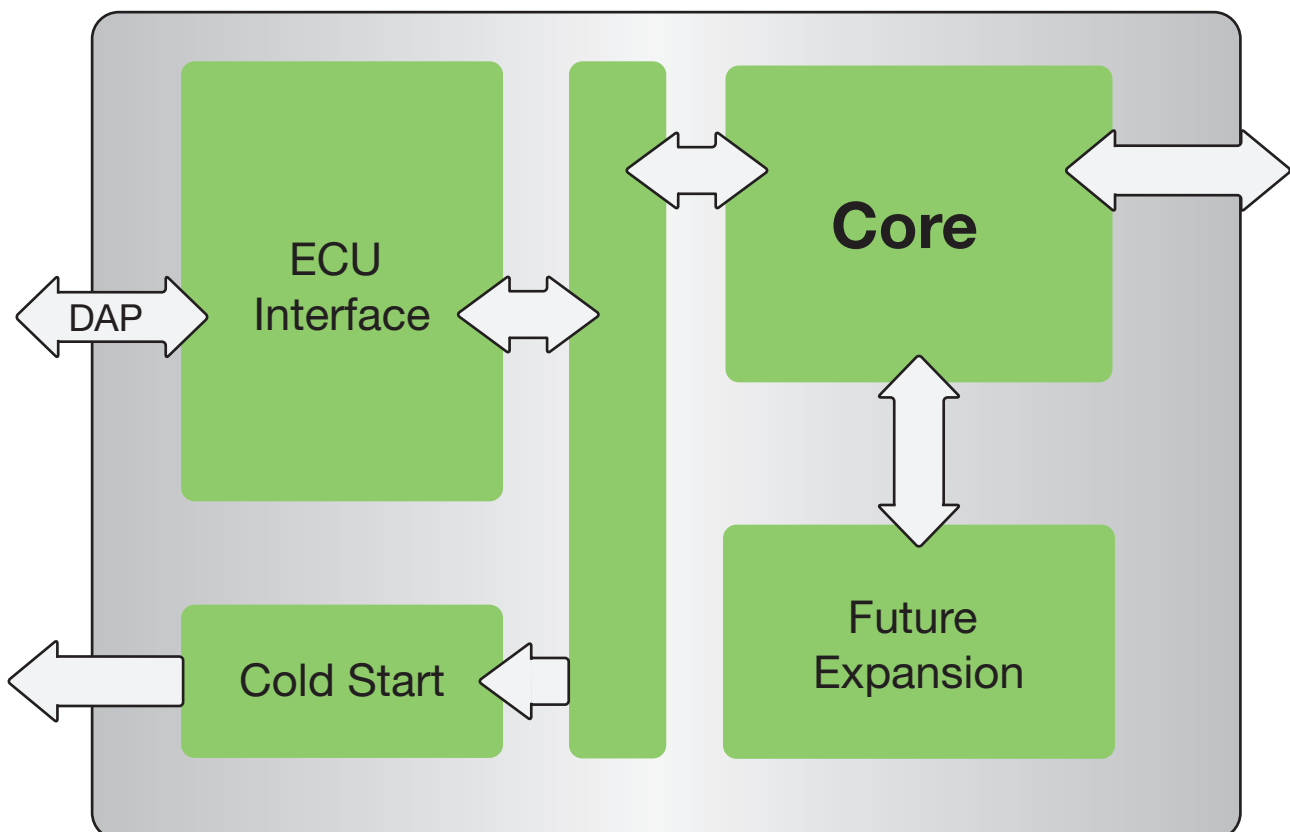 ECU
Interface
Core
DAP
Cold Start
Future
Expansion